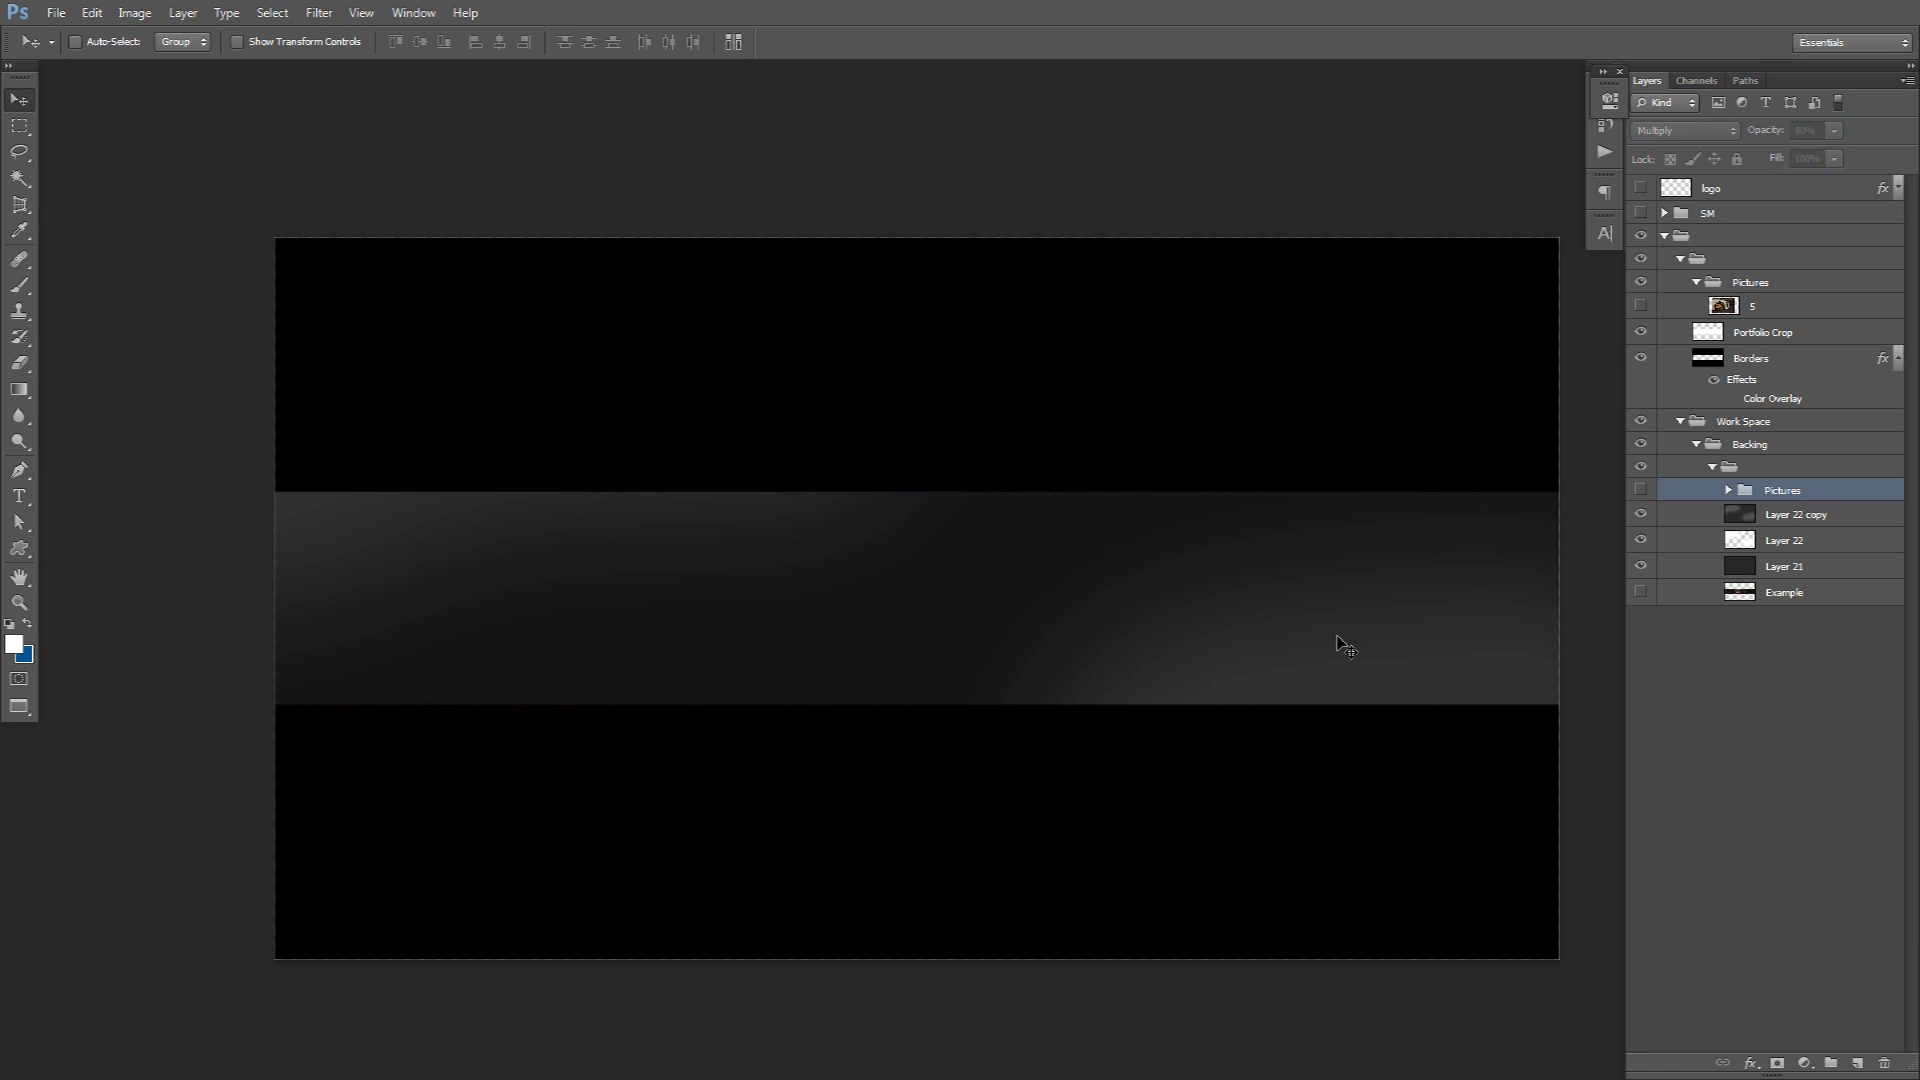 Ps File Edit Image Layer Type Select Filter View Window Help
Auto-Select: Group Show Transform Controls Essentials
Layers Channels Paths
Kind
Multiply Opacity: 80%
Lock: Fill: 100%
logo fx
SM
Pictures
5
Portfolio Crop
Borders fx
Effects
Color Overlay
Work Space
Backing
Pictures
Layer 22 copy
Layer 22
Layer 21
Example